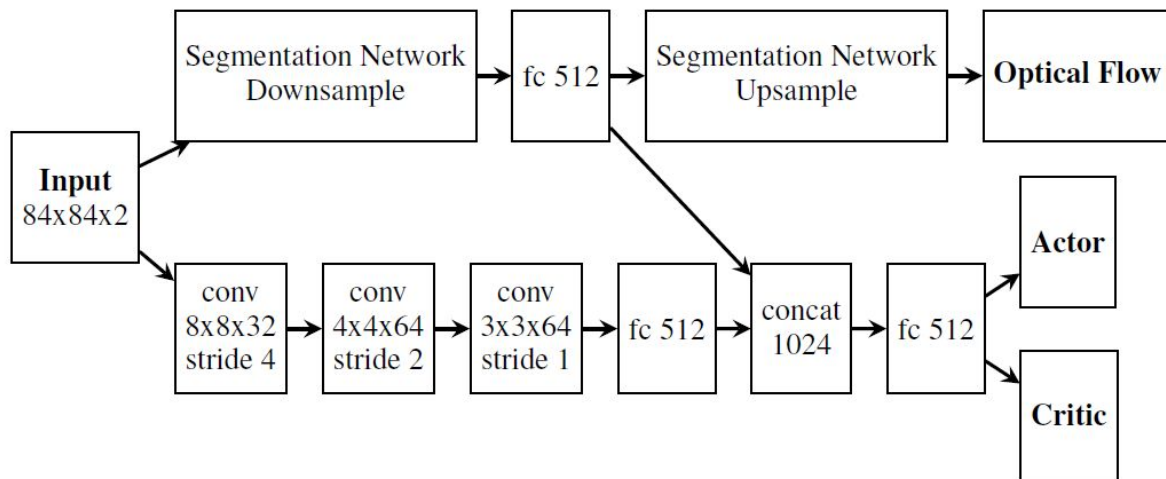 Segmentation Network
Downsample
fc 512
Segmentation Network
Upsample
Optical Flow
Input
84x84x2
conv
8x8x32
stride 4
conv
4x4x64
stride 2
conv
3x3x64
stride 1
fc 512
concat
1024
fc 512
Actor
Critic